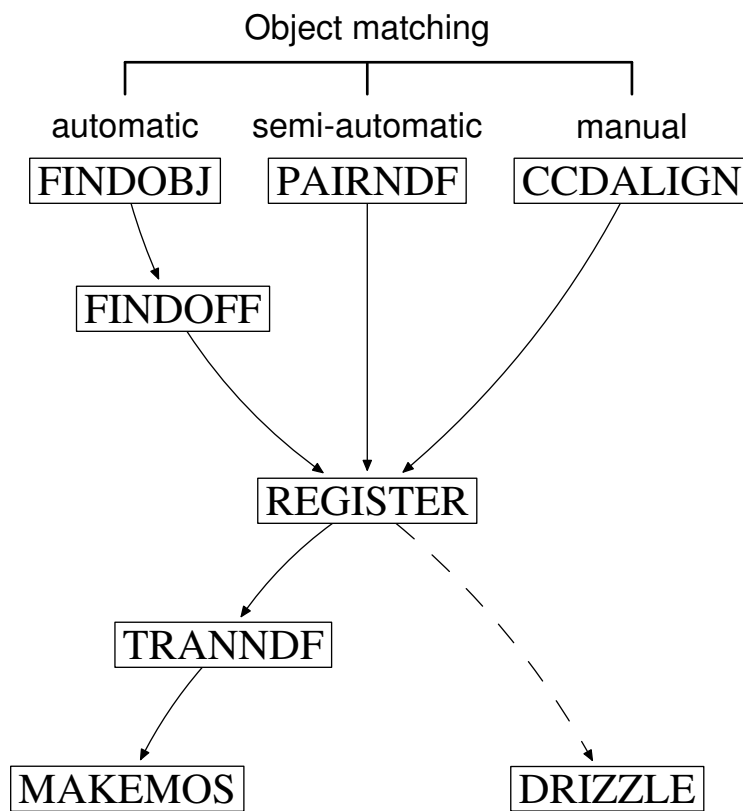 Object matching
automatic semi-automatic manual
FINDOBJ PAIRNDF CCDALIGN
FINDOFF
REGISTER
TRANNDF
MAKEMOS DRIZZLE